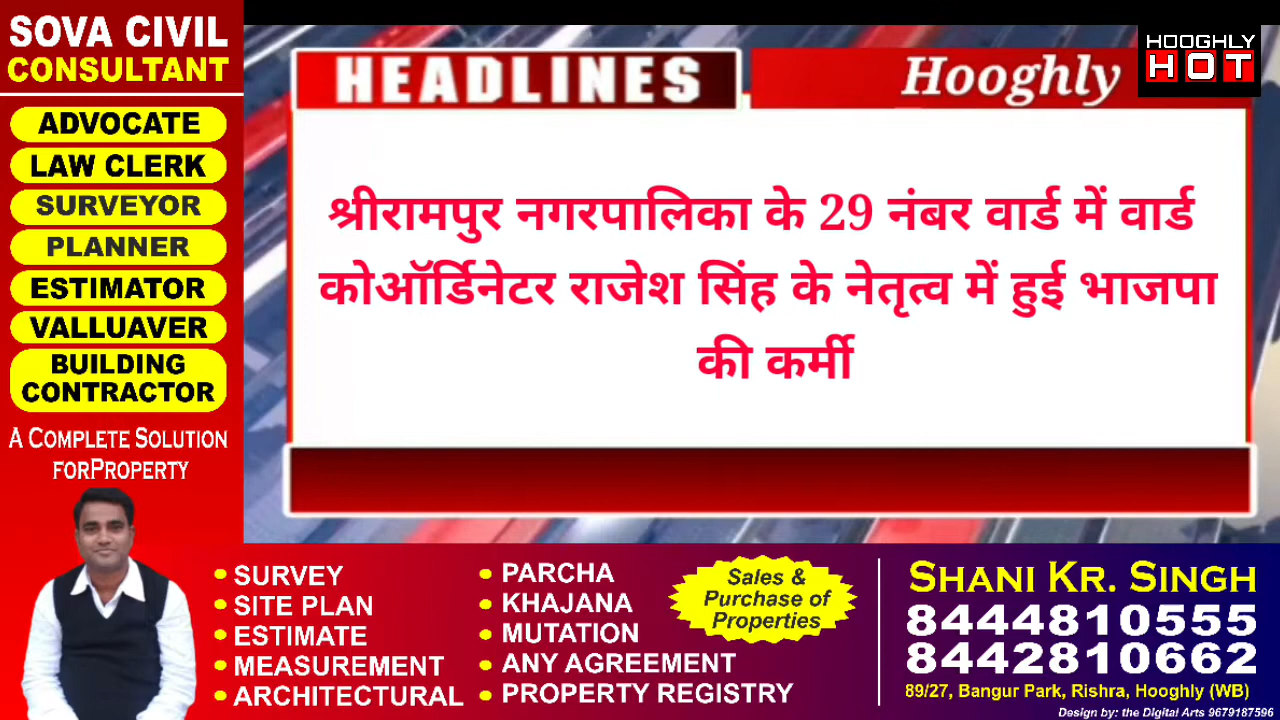 SOVA CIVIL
CONSULTANT
ADVOCATE
LAW CLERK
SURVEYOR
PLANNER
ESTIMATOR
VALLUAVER
BUILDING
CONTRACTOR
A COMPLETE SOLUTION
FORPROPERTY
HEADLINES
Hooghly
HOOGHLY
HOT
श्रीरामपुर नगरपालिका के 29 नंबर वार्ड में वार्ड
कोऑर्डिनेटर राजेश सिंह के नेतृत्व में हुई भाजपा
की कर्मी
SURVEY
SITE PLAN
ESTIMATE
MEASUREMENT
ARCHITECTURAL
PARCHA
KHAJANA
MUTATION
ANY AGREEMENT
PROPERTY REGISTRY
Sales &
Purchase of
Properties
SHANI KR. SINGH
8444810555
8442810662
89/27, Bangur Park, Rishra, Hooghly (WB)
Design by: the Digital Arts 9679187596